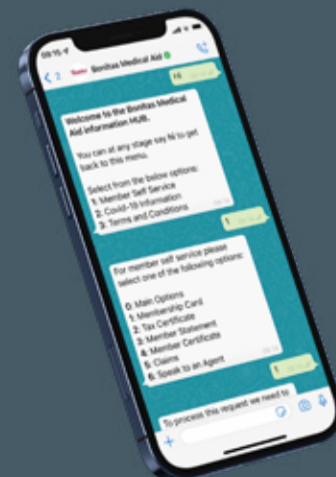 09:15
2
Bonitas Medical Aid
Hi
Welcome to the Bonitas Medical
Aid information HUB.
You can at any stage say hi to get
back to this menu.
Select from the below options:
1: Member Self Service
2: Covid-19 Information
3: Terms and Conditions
1
For member self service please
select one of the following options:
0: Main Options
1: Membership Card
2: Tax Certificate
3: Member Statement
4: Member Certificate
5: Claims
6: Speak to an Agent
1
To process this request we need to